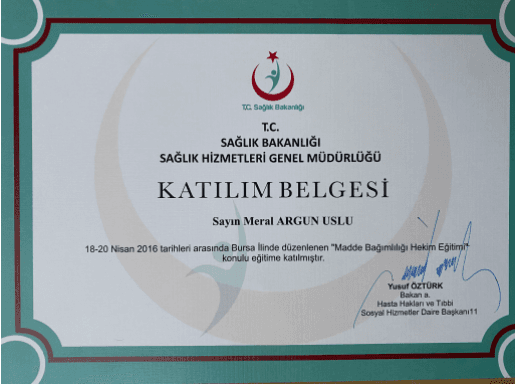 T.C. Sağlık Bakanlığı
T.C.
SAĞLIK BAKANLIĞI
SAĞLIK HİZMETLERİ GENEL MÜDÜRLÜĞÜ
KATILIM BELGESİ
Sayın Meral ARGUN USLU
18-20 Nisan 2016 tarihleri arasında Bursa İlinde düzenlenen "Madde Bağımlılığı Hekim Eğitimi"
konulu eğitime katılmıştır.
Yusuf ÖZTÜRK
Bakan a.
Hasta Hakları ve Tıbbi
Sosyal Hizmetler Daire Başkanı11